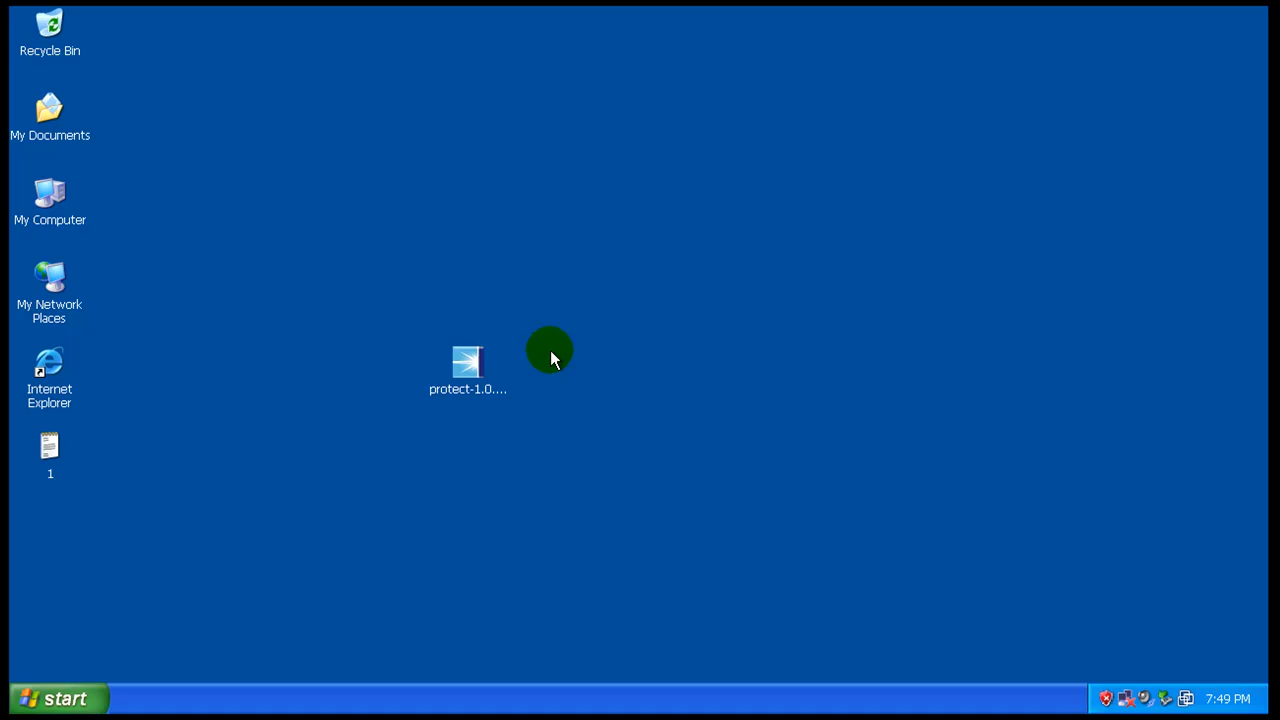 Recycle Bin
My Documents
My Computer
My Network
Places
Internet
Explorer
1
protect-1.0....
start
7:49 PM